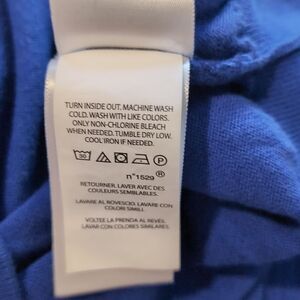 TURN INSIDE OUT. MACHINE WASH
COLD. WASH WITH LIKE COLORS.
ONLY NON-CHLORINE BLEACH
WHEN NEEDED. TUMBLE DRY LOW.
COOL IRON IF NEEDED.
30 P
n°1529 ®
RETOURNER. LAVER AVEC DES
COULEURS SEMBLABLES.
LAVARE AL ROVESCIO. LAVARE CON
COLORI SIMILI.
VOLTEE LA PRENDA AL REVÉS.
LAVAR CON COLORES SIMILARES.